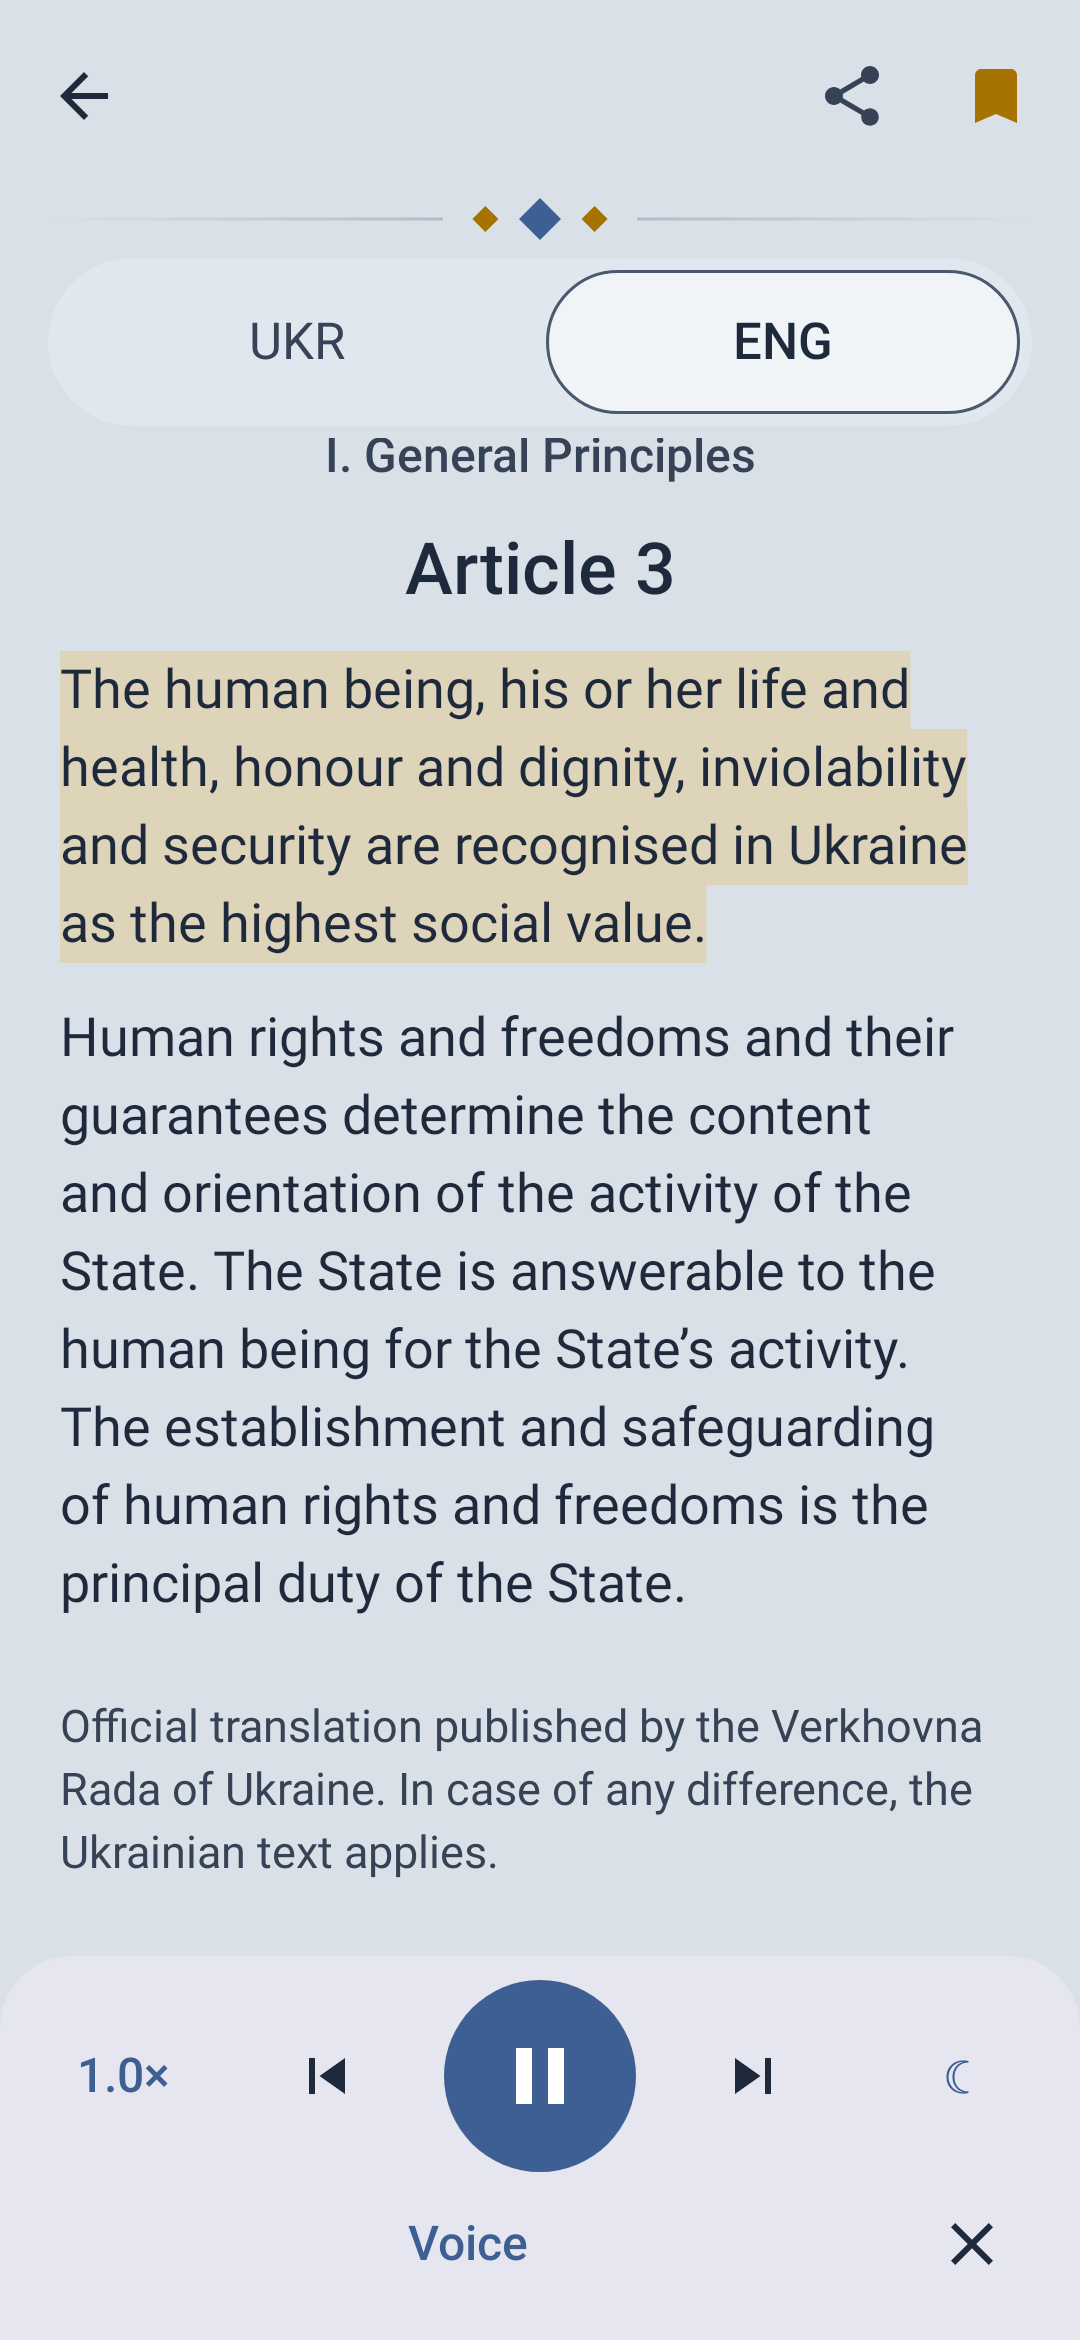 UKR
ENG
I. General Principles
Article 3
The human being, his or her life and
health, honour and dignity, inviolability
and security are recognised in Ukraine
as the highest social value.
Human rights and freedoms and their
guarantees determine the content
and orientation of the activity of the
State. The State is answerable to the
human being for the State’s activity.
The establishment and safeguarding
of human rights and freedoms is the
principal duty of the State.
Official translation published by the Verkhovna
Rada of Ukraine. In case of any difference, the
Ukrainian text applies.
1.0×
Voice